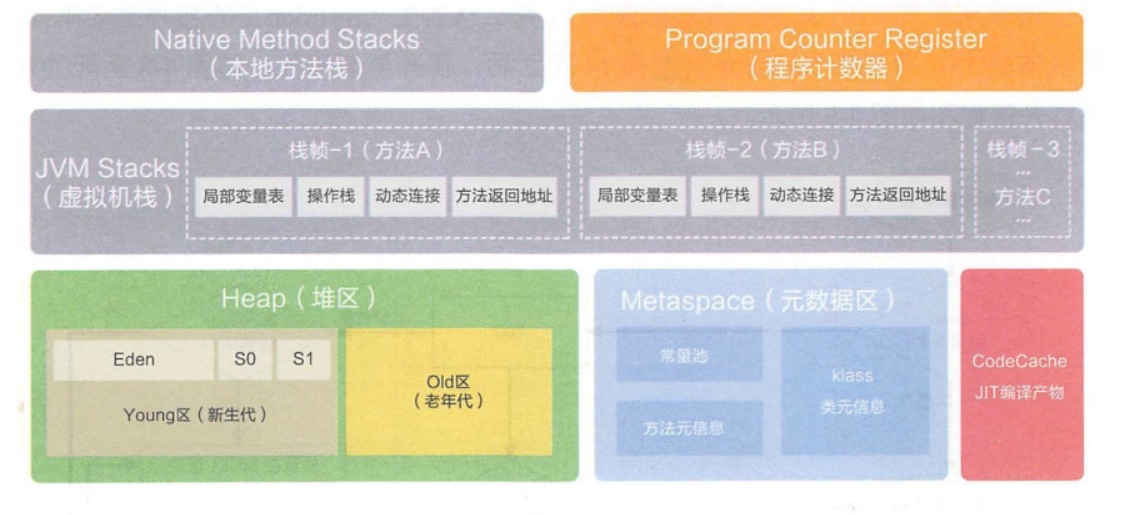 Native Method Stacks
（本地方法栈）
Program Counter Register
（程序计数器）
JVM Stacks
（虚拟机栈）
栈帧-1（方法A）
局部变量表
操作栈
动态连接
方法返回地址
栈帧-2（方法B）
局部变量表
操作栈
动态连接
方法返回地址
栈帧-3
...
方法C
...
Heap（堆区）
Eden
S0
S1
Young区（新生代）
Old区
（老年代）
Metaspace（元数据区）
常量池
方法元信息
klass
类元信息
CodeCache
JIT编译产物